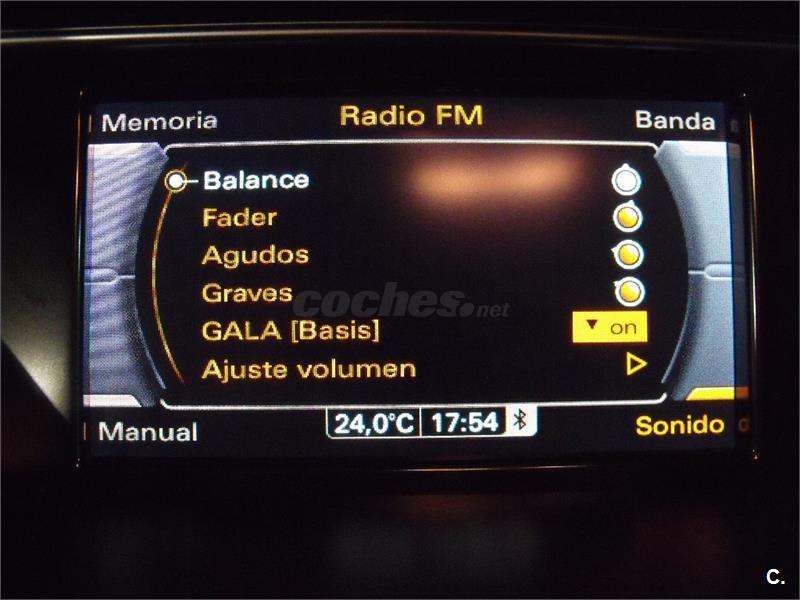 Memoria
Radio FM
Banda
Balance
Fader
Agudos
Graves
coches.net
GALA [Basis]
on
Ajuste volumen
24,0°C 17:54
Manual
Sonido
C.